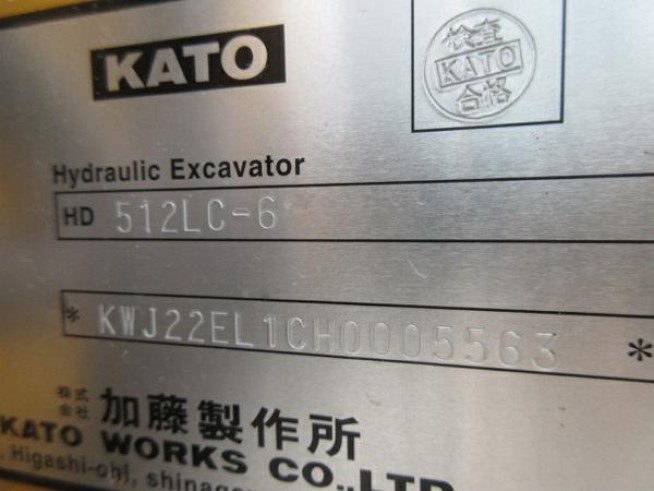 KATO
検査
KATO
合格
Hydraulic Excavator
HD 512LC-6
* KWJ22EL1CH0005563 *
株式会社 加藤製作所
KATO WORKS CO.,LTD
Higashi-ohi,